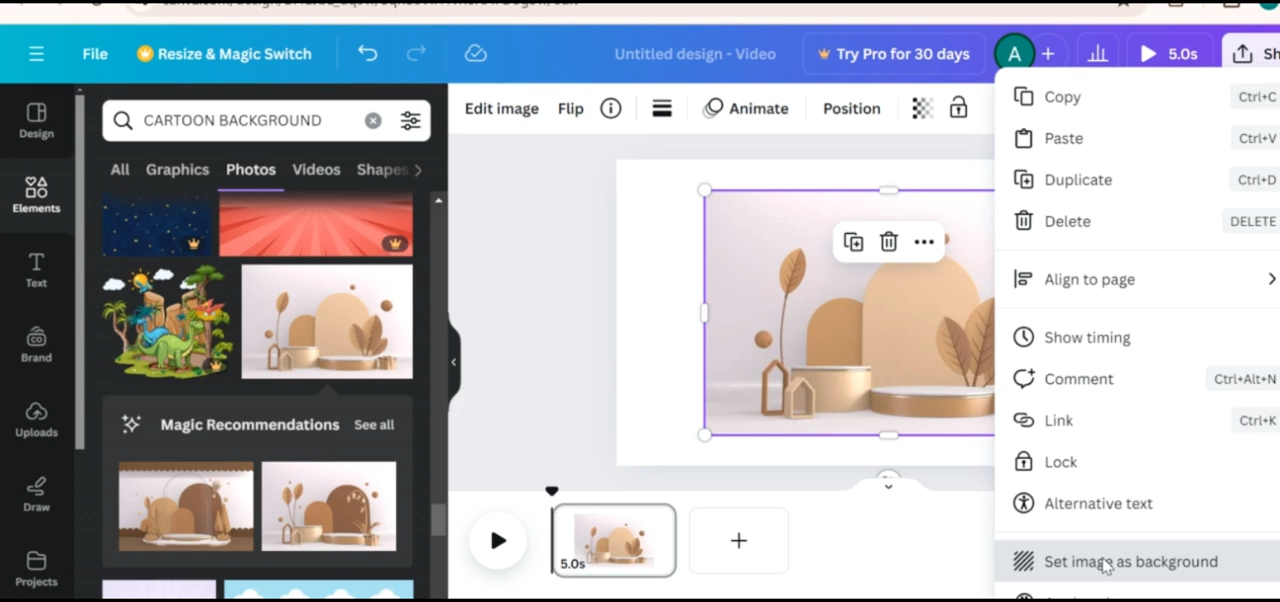 File
Resize & Magic Switch
Untitled design - Video
Try Pro for 30 days
A
5.0s
Design
Elements
Text
Brand
Uploads
Draw
Projects
CARTOON BACKGROUND
All
Graphics
Photos
Videos
Shapes
Magic Recommendations
See all
Edit image
Flip
Animate
Position
5.0s
Copy Ctrl+C
Paste Ctrl+V
Duplicate Ctrl+D
Delete DELETE
Align to page
Show timing
Comment Ctrl+Alt+N
Link Ctrl+K
Lock
Alternative text
Set image as background